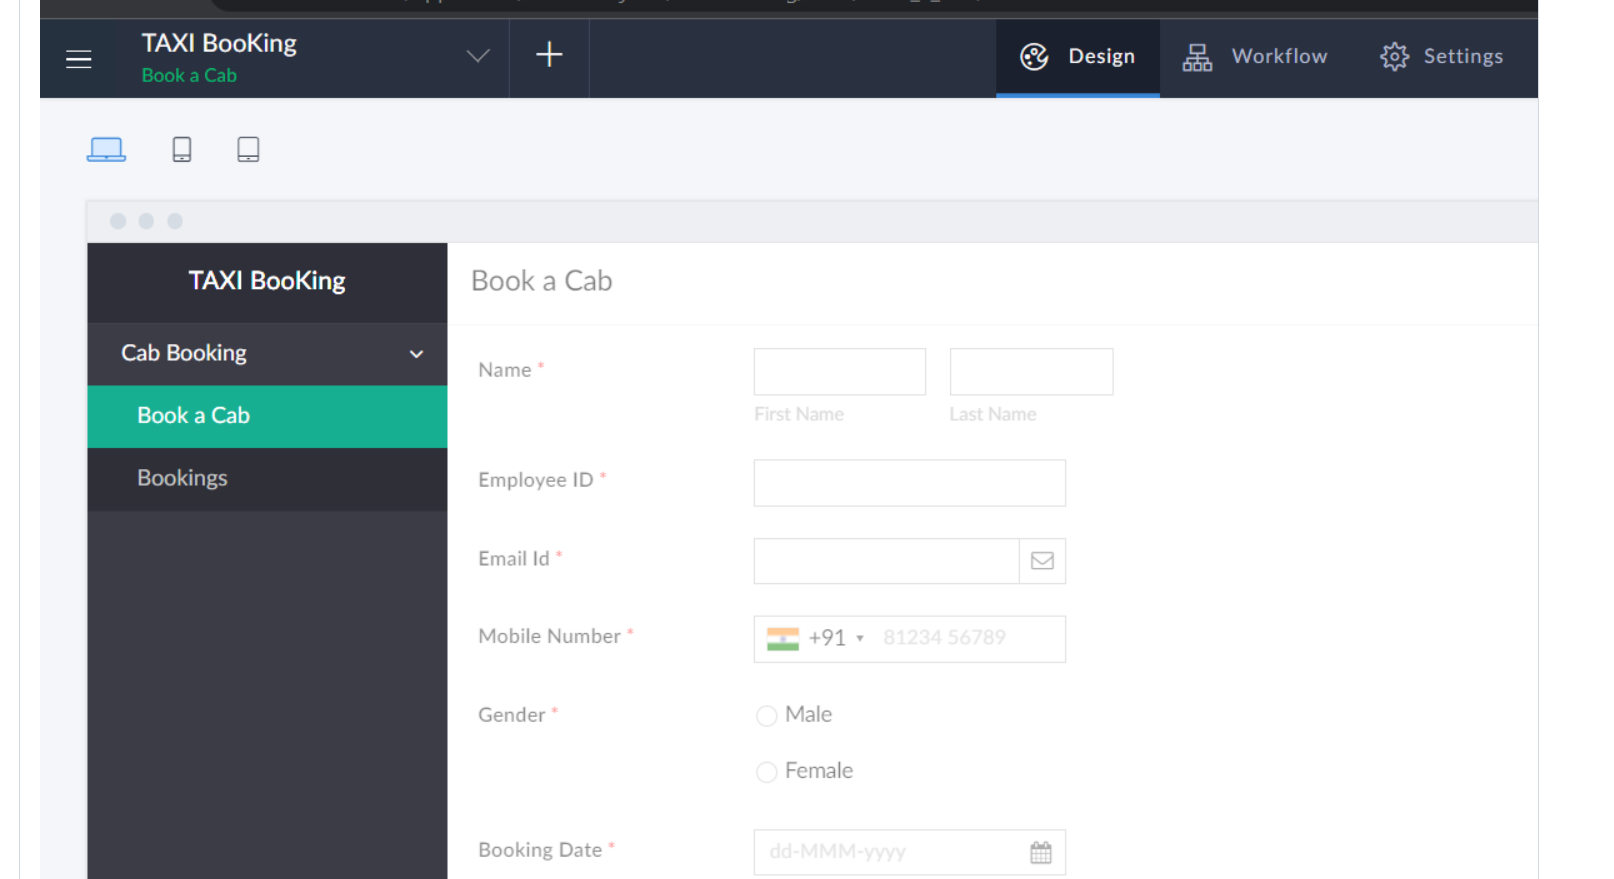 TAXI BooKing
Book a Cab
Design
Workflow
Settings
TAXI BooKing
Book a Cab
Cab Booking
Book a Cab
Bookings
Name *
First Name
Last Name
Employee ID *
Email Id *
Mobile Number *
+91
81234 56789
Gender *
Male
Female
Booking Date *
dd-MMM-yyyy